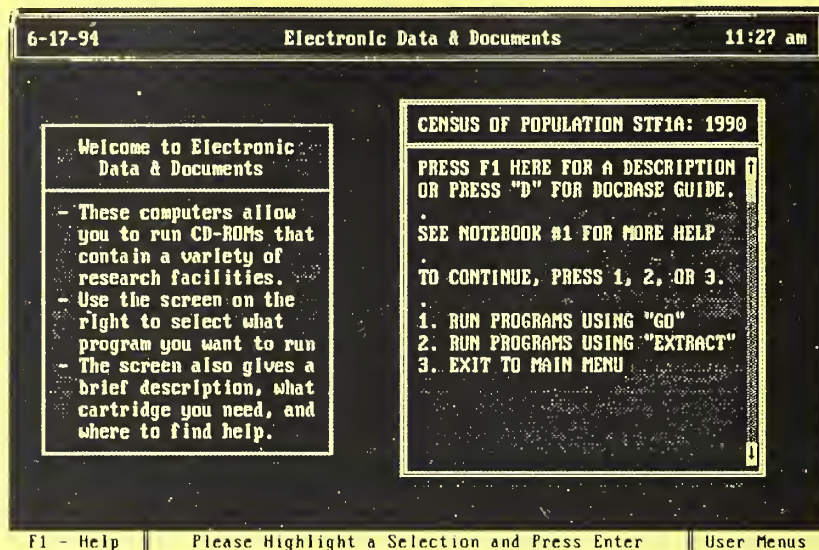 6-17-94 Electronic Data & Documents 11:27 am
Welcome to Electronic
Data & Documents
- These computers allow
you to run CD-ROMs that
contain a variety of
research facilities.
- Use the screen on the
right to select what
program you want to run
- The screen also gives a
brief description, what
cartridge you need, and
where to find help.
CENSUS OF POPULATION STF1A: 1990
PRESS F1 HERE FOR A DESCRIPTION
OR PRESS "D" FOR DOCBASE GUIDE.
.
SEE NOTEBOOK #1 FOR MORE HELP
.
TO CONTINUE, PRESS 1, 2, OR 3.
.
1. RUN PROGRAMS USING "GO"
2. RUN PROGRAMS USING "EXTRACT"
3. EXIT TO MAIN MENU
F1 - Help Please Highlight a Selection and Press Enter User Menus